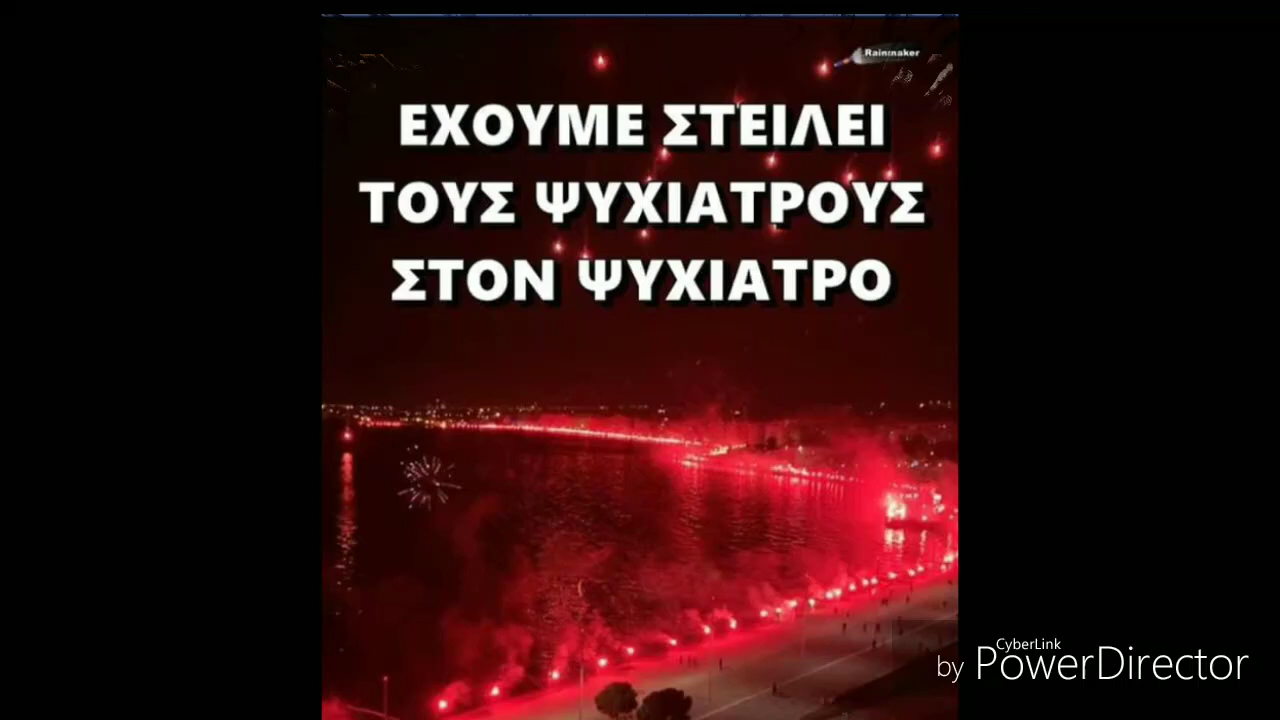 Rainmaker
ΕΧΟΥΜΕ ΣΤΕΙΛΕΙ
ΤΟΥΣ ΨΥΧΙΑΤΡΟΥΣ
ΣΤΟΝ ΨΥΧΙΑΤΡΟ
CyberLink
by PowerDirector